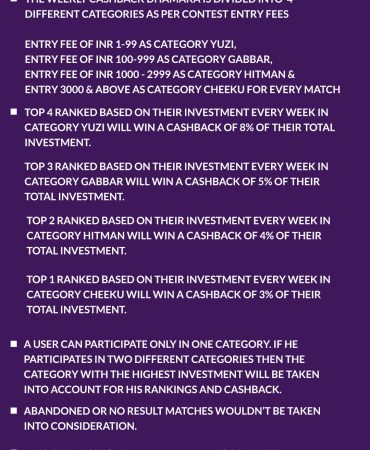 THE WEEKLY CASHBACK DHAMAKA IS DIVIDED INTO 4
DIFFERENT CATEGORIES AS PER CONTEST ENTRY FEES
ENTRY FEE OF INR 1-99 AS CATEGORY YUZI,
ENTRY FEE OF INR 100-999 AS CATEGORY GABBAR,
ENTRY FEE OF INR 1000 - 2999 AS CATEGORY HITMAN &
ENTRY 3000 & ABOVE AS CATEGORY CHEEKU FOR EVERY MATCH
TOP 4 RANKED BASED ON THEIR INVESTMENT EVERY WEEK IN
CATEGORY YUZI WILL WIN A CASHBACK OF 8% OF THEIR TOTAL
INVESTMENT.
TOP 3 RANKED BASED ON THEIR INVESTMENT EVERY WEEK IN
CATEGORY GABBAR WILL WIN A CASHBACK OF 5% OF THEIR
TOTAL INVESTMENT.
TOP 2 RANKED BASED ON THEIR INVESTMENT EVERY WEEK IN
CATEGORY HITMAN WILL WIN A CASHBACK OF 4% OF THEIR
TOTAL INVESTMENT.
TOP 1 RANKED BASED ON THEIR INVESTMENT EVERY WEEK IN
CATEGORY CHEEKU WILL WIN A CASHBACK OF 3% OF THEIR
TOTAL INVESTMENT.
A USER CAN PARTICIPATE ONLY IN ONE CATEGORY. IF HE
PARTICIPATES IN TWO DIFFERENT CATEGORIES THEN THE
CATEGORY WITH THE HIGHEST INVESTMENT WILL BE TAKEN
INTO ACCOUNT FOR HIS RANKINGS AND CASHBACK.
ABANDONED OR NO RESULT MATCHES WOULDN'T BE TAKEN
INTO CONSIDERATION.